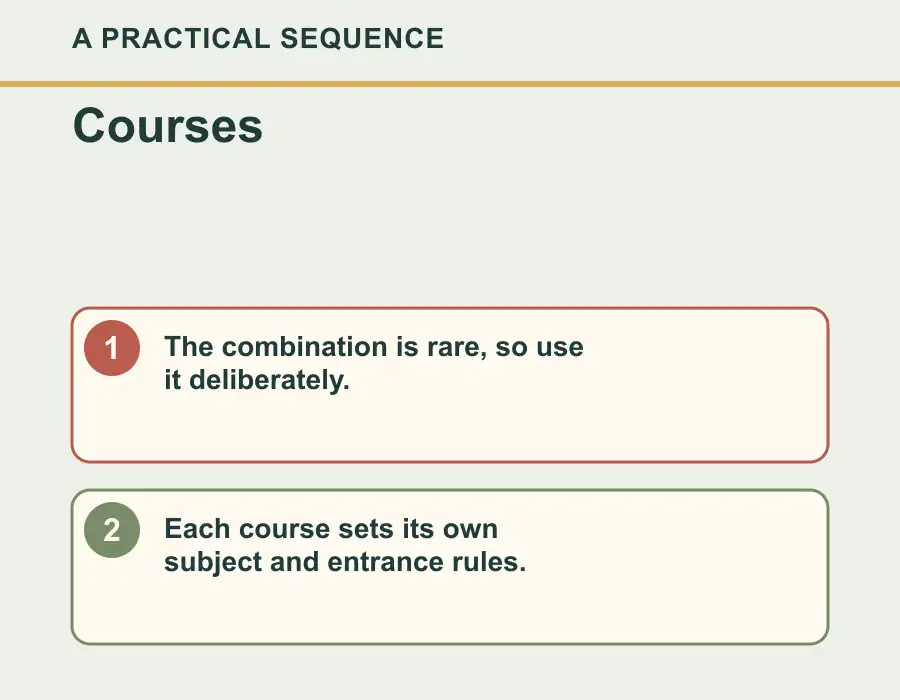 A PRACTICAL SEQUENCE
Courses
1
The combination is rare, so use
it deliberately.
2
Each course sets its own
subject and entrance rules.